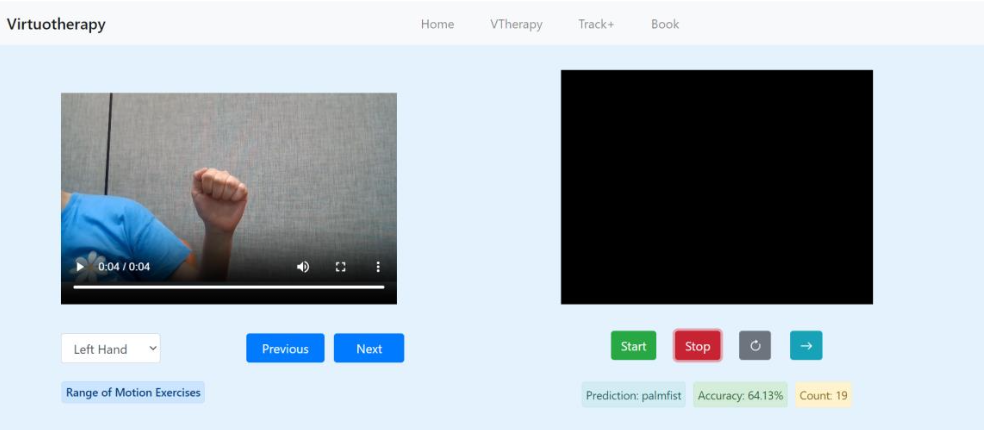 Virtuotherapy
Home VTherapy Track+ Book
0:04 / 0:04
Left Hand
Previous Next
Start Stop
Range of Motion Exercises
Prediction: palmfist Accuracy: 64.13% Count: 19